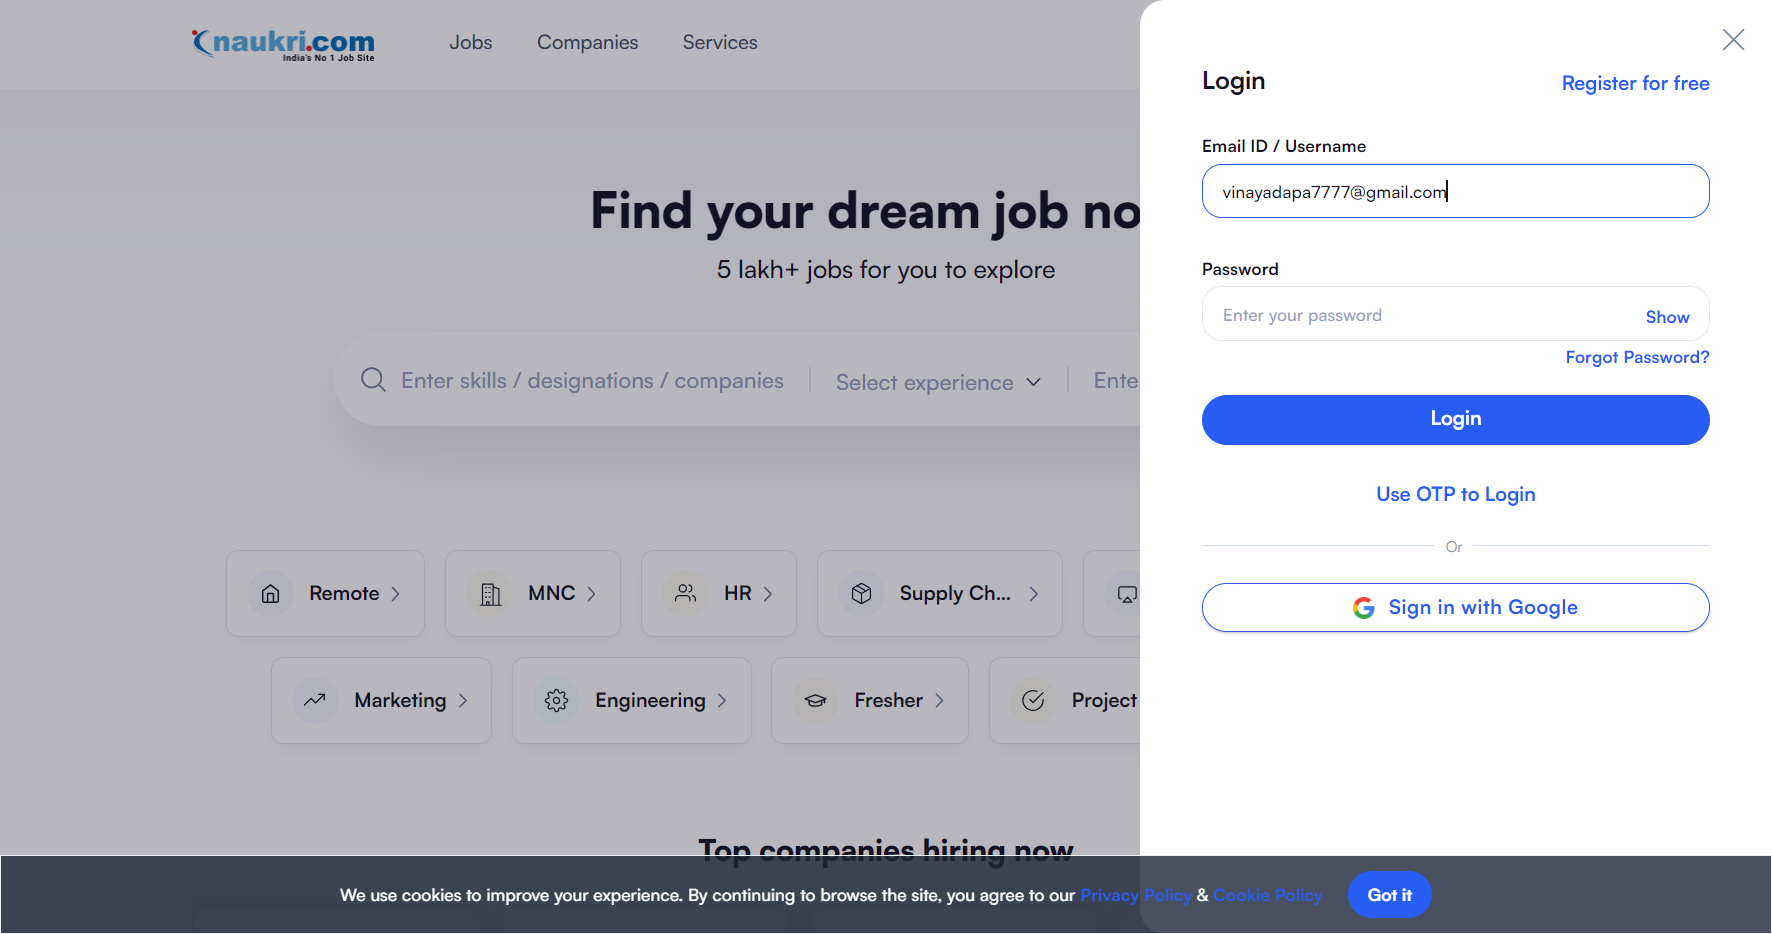 naukri.com
India's No 1 Job Site
Jobs
Companies
Services
Find your dream job no
5 lakh+ jobs for you to explore
Enter skills / designations / companies
Select experience
Ente
Remote
MNC
HR
Supply Ch...
Marketing
Engineering
Fresher
Project
Top companies hiring now
Login
Register for free
Email ID / Username
vinayadapa7777@gmail.com
Password
Enter your password
Show
Forgot Password?
Login
Use OTP to Login
Or
Sign in with Google
We use cookies to improve your experience. By continuing to browse the site, you agree to our Privacy Policy & Cookie Policy
Got it